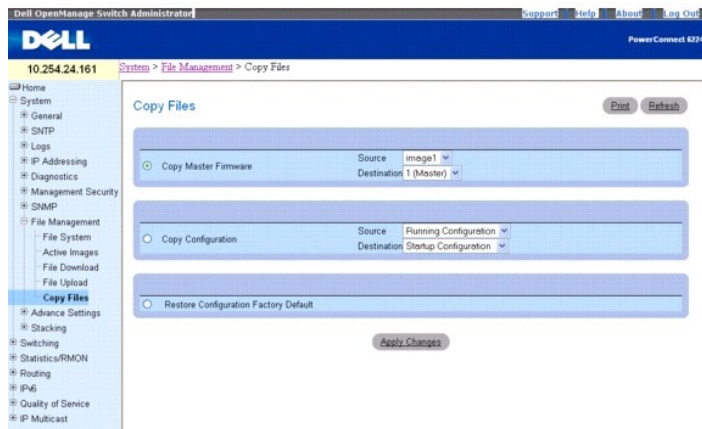 Dell OpenManage Switch Administrator
Support Help About Log Out
DELL
PowerConnect 6224
10.254.24.161
System > File Management > Copy Files
Home
System
General
SNTP
Logs
IP Addressing
Diagnostics
Management Security
SNMP
File Management
File System
Active Images
File Download
File Upload
Copy Files
Advance Settings
Stacking
Switching
Statistics/RMON
Routing
IPv6
Quality of Service
IP Multicast
Copy Files
Print Refresh
Copy Master Firmware
Source image1
Destination 1 (Master)
Copy Configuration
Source Running Configuration
Destination Startup Configuration
Restore Configuration Factory Default
Apply Changes